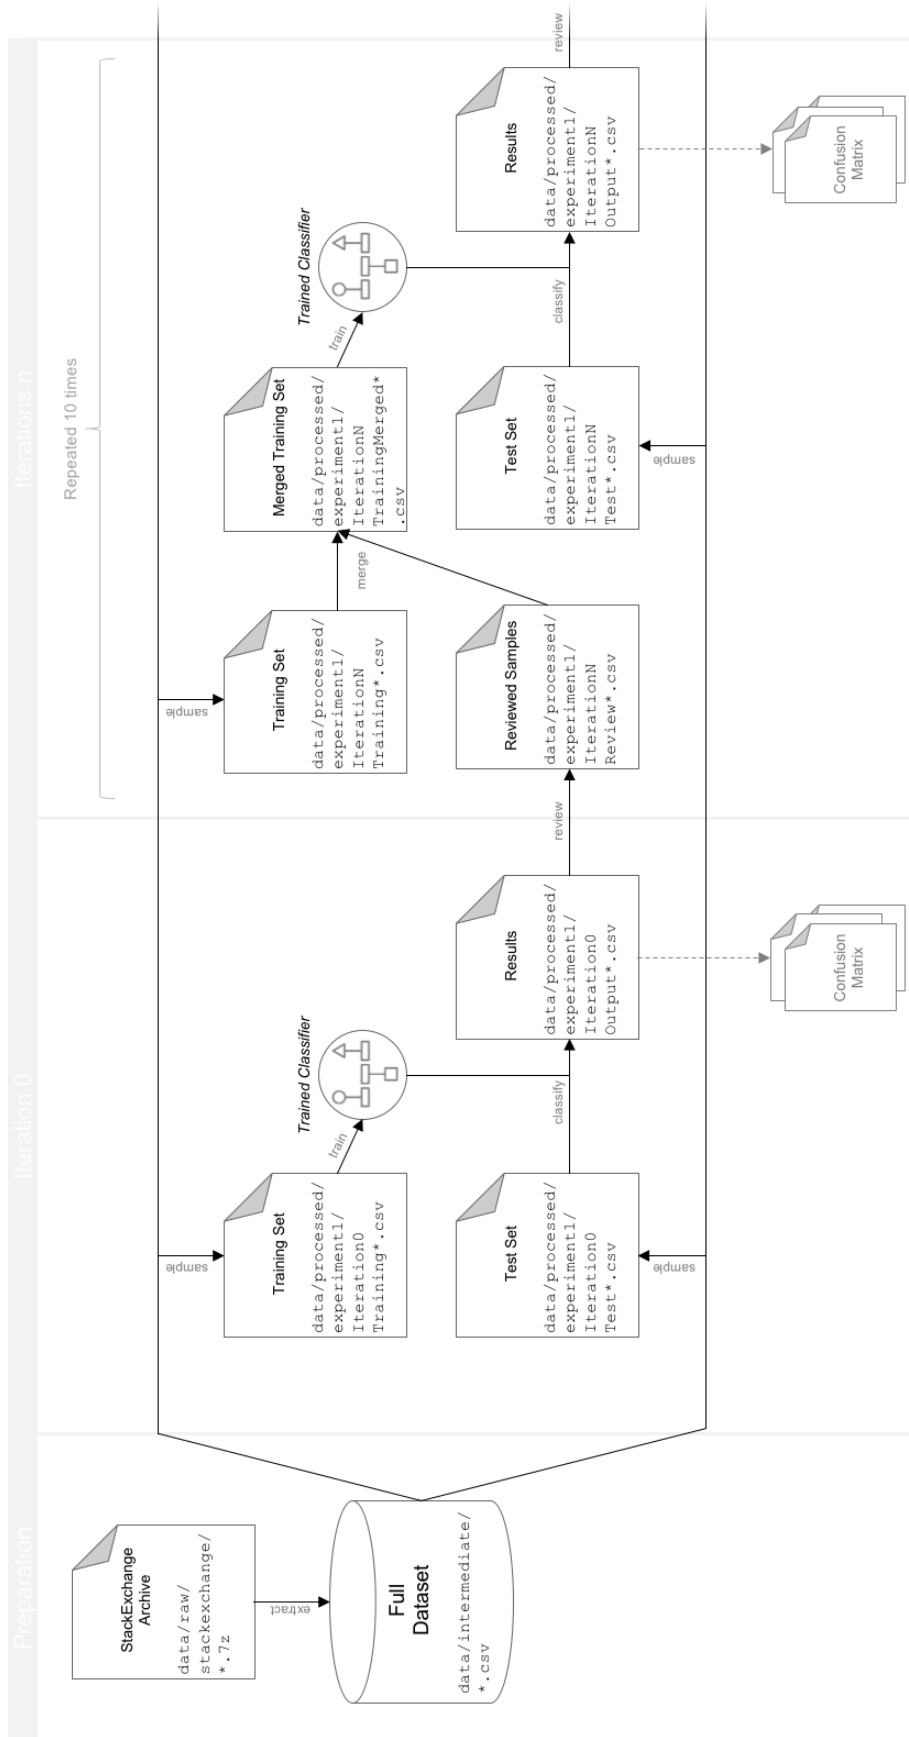 Preparation
StackExchange
Archive
data/raw/
stackexchange/
*.7z
extract
Full
Dataset
data/intermediate/
*.csv
Iteration 0
sample
Training Set
data/processed/
experiment1/
Iteration0
Training*.csv
train
Trained Classifier
Test Set
data/processed/
experiment1/
Iteration0
Test*.csv
sample
classify
Results
data/processed/
experiment1/
Iteration0
Output*.csv
Confusion
Matrix
review
Iterations n
Repeated 10 times
sample
Training Set
data/processed/
experiment1/
IterationN
Training*.csv
Reviewed Samples
data/processed/
experiment1/
IterationN
Review*.csv
merge
Merged Training Set
data/processed/
experiment1/
IterationN
TrainingMerged*
.csv
train
Trained Classifier
Test Set
data/processed/
experiment1/
IterationN
Test*.csv
sample
classify
Results
data/processed/
experiment1/
IterationN
Output*.csv
Confusion
Matrix
review